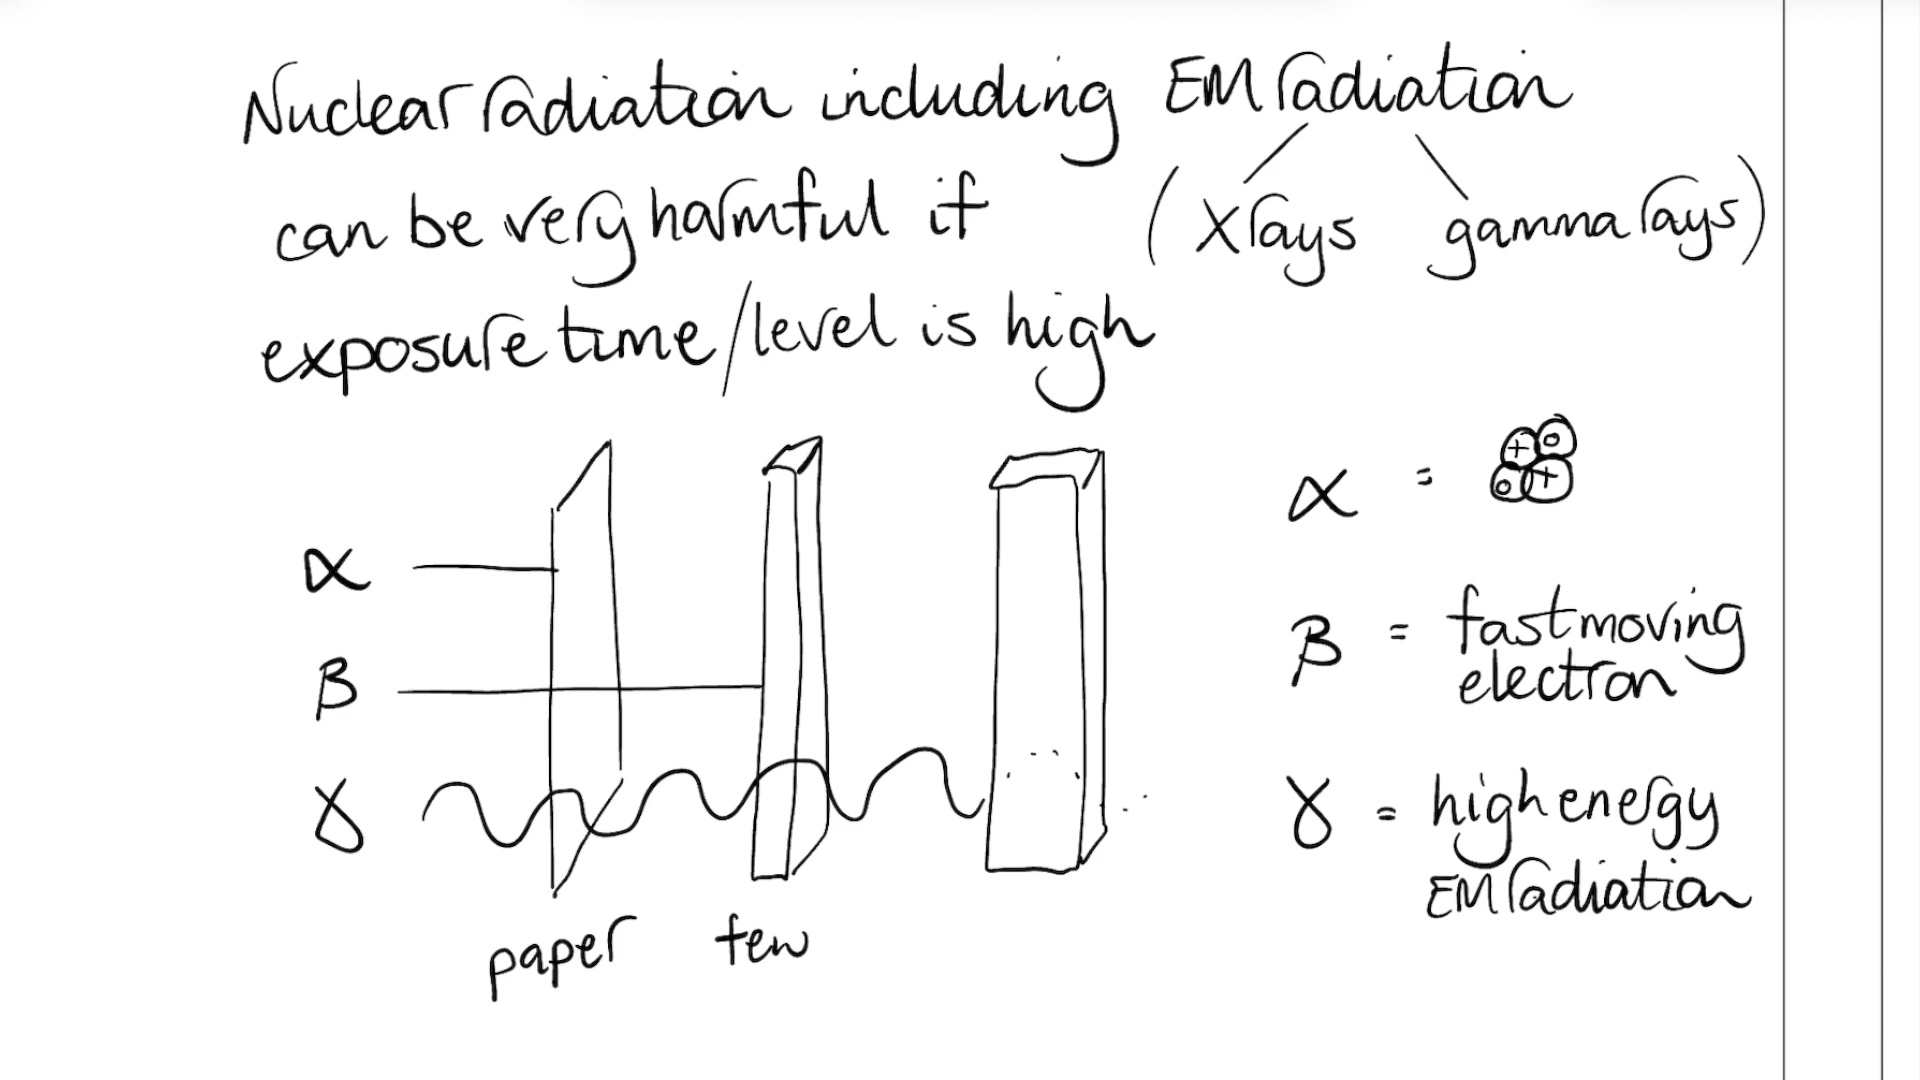 Nuclear radiation including EM radiation
can be very harmful if (X rays gamma rays)
exposure time/level is high
α = + o o +
α
β = fast moving
electron
β
γ = high energy
EM radiation
γ
paper few